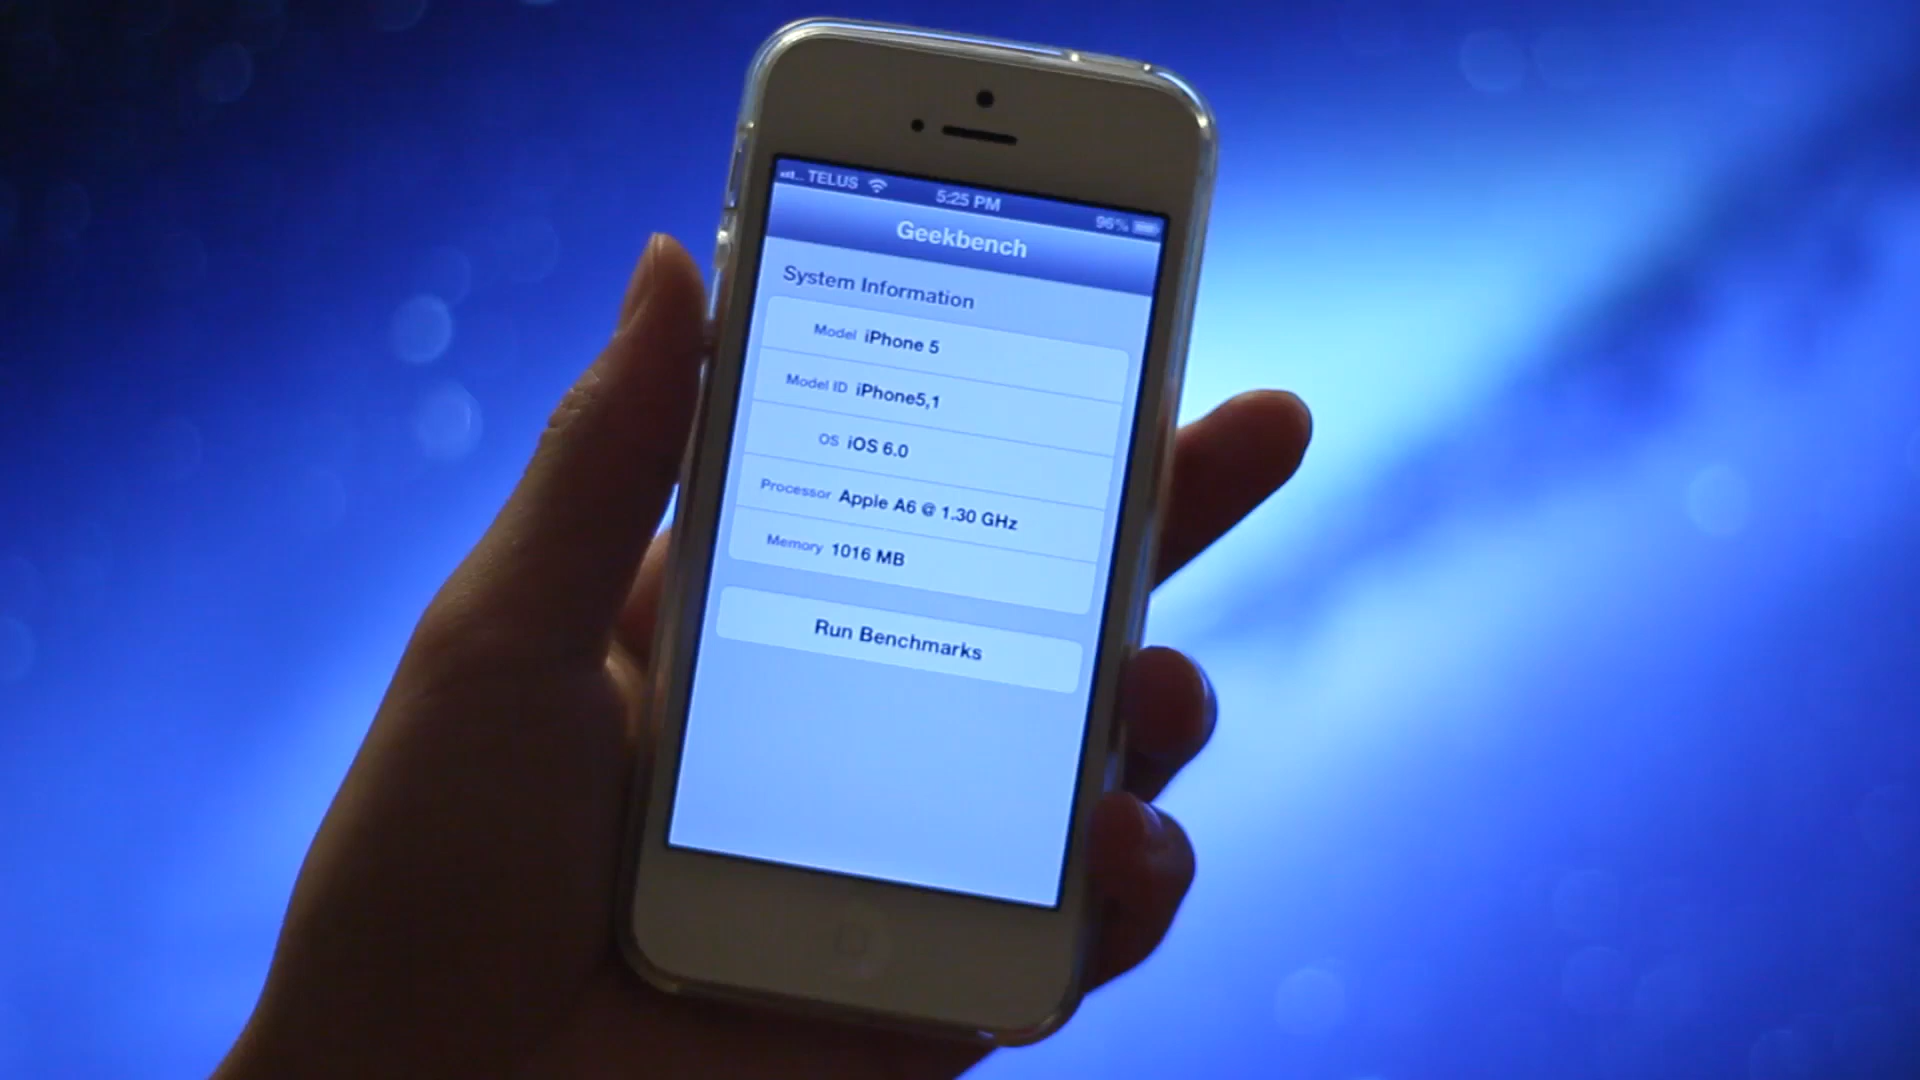 TELUS 5:25 PM 96%
Geekbench
System Information
Model iPhone 5
Model ID iPhone5,1
OS iOS 6.0
Processor Apple A6 @ 1.30 GHz
Memory 1016 MB
Run Benchmarks